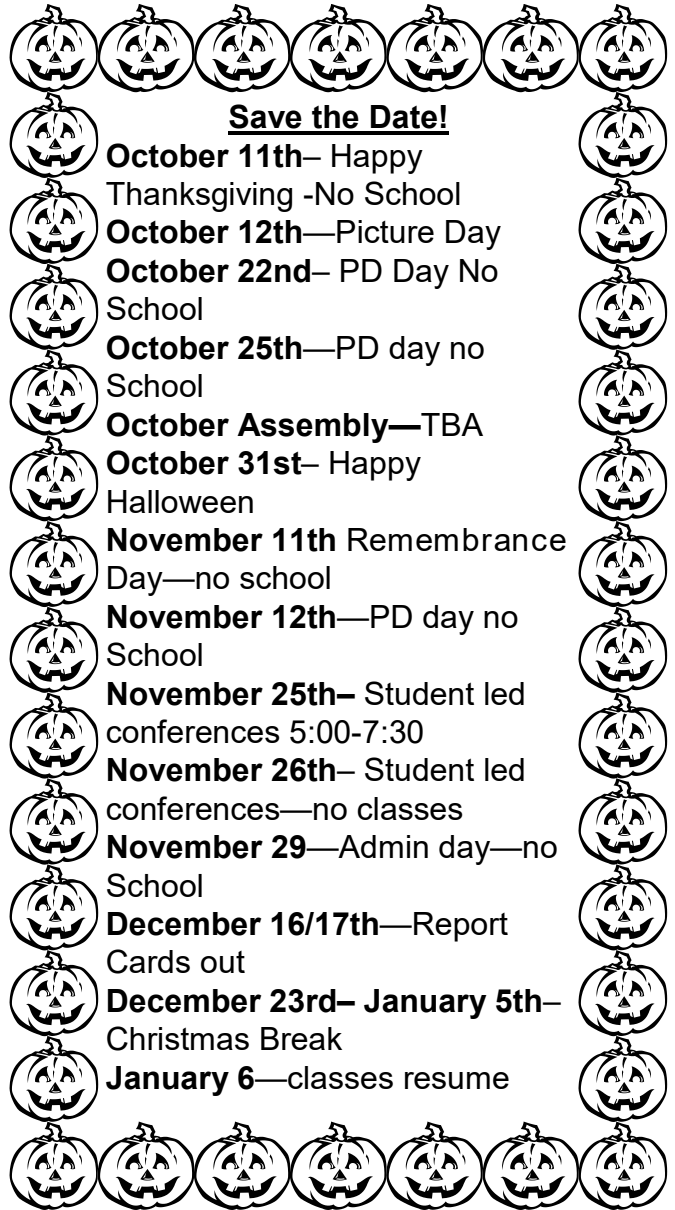 Save the Date!
October 11th– Happy
Thanksgiving -No School
October 12th—Picture Day
October 22nd– PD Day No
School
October 25th—PD day no
School
October Assembly—TBA
October 31st– Happy
Halloween
November 11th Remembrance
Day—no school
November 12th—PD day no
School
November 25th– Student led
conferences 5:00-7:30
November 26th– Student led
conferences—no classes
November 29—Admin day—no
School
December 16/17th—Report
Cards out
December 23rd– January 5th–
Christmas Break
January 6—classes resume